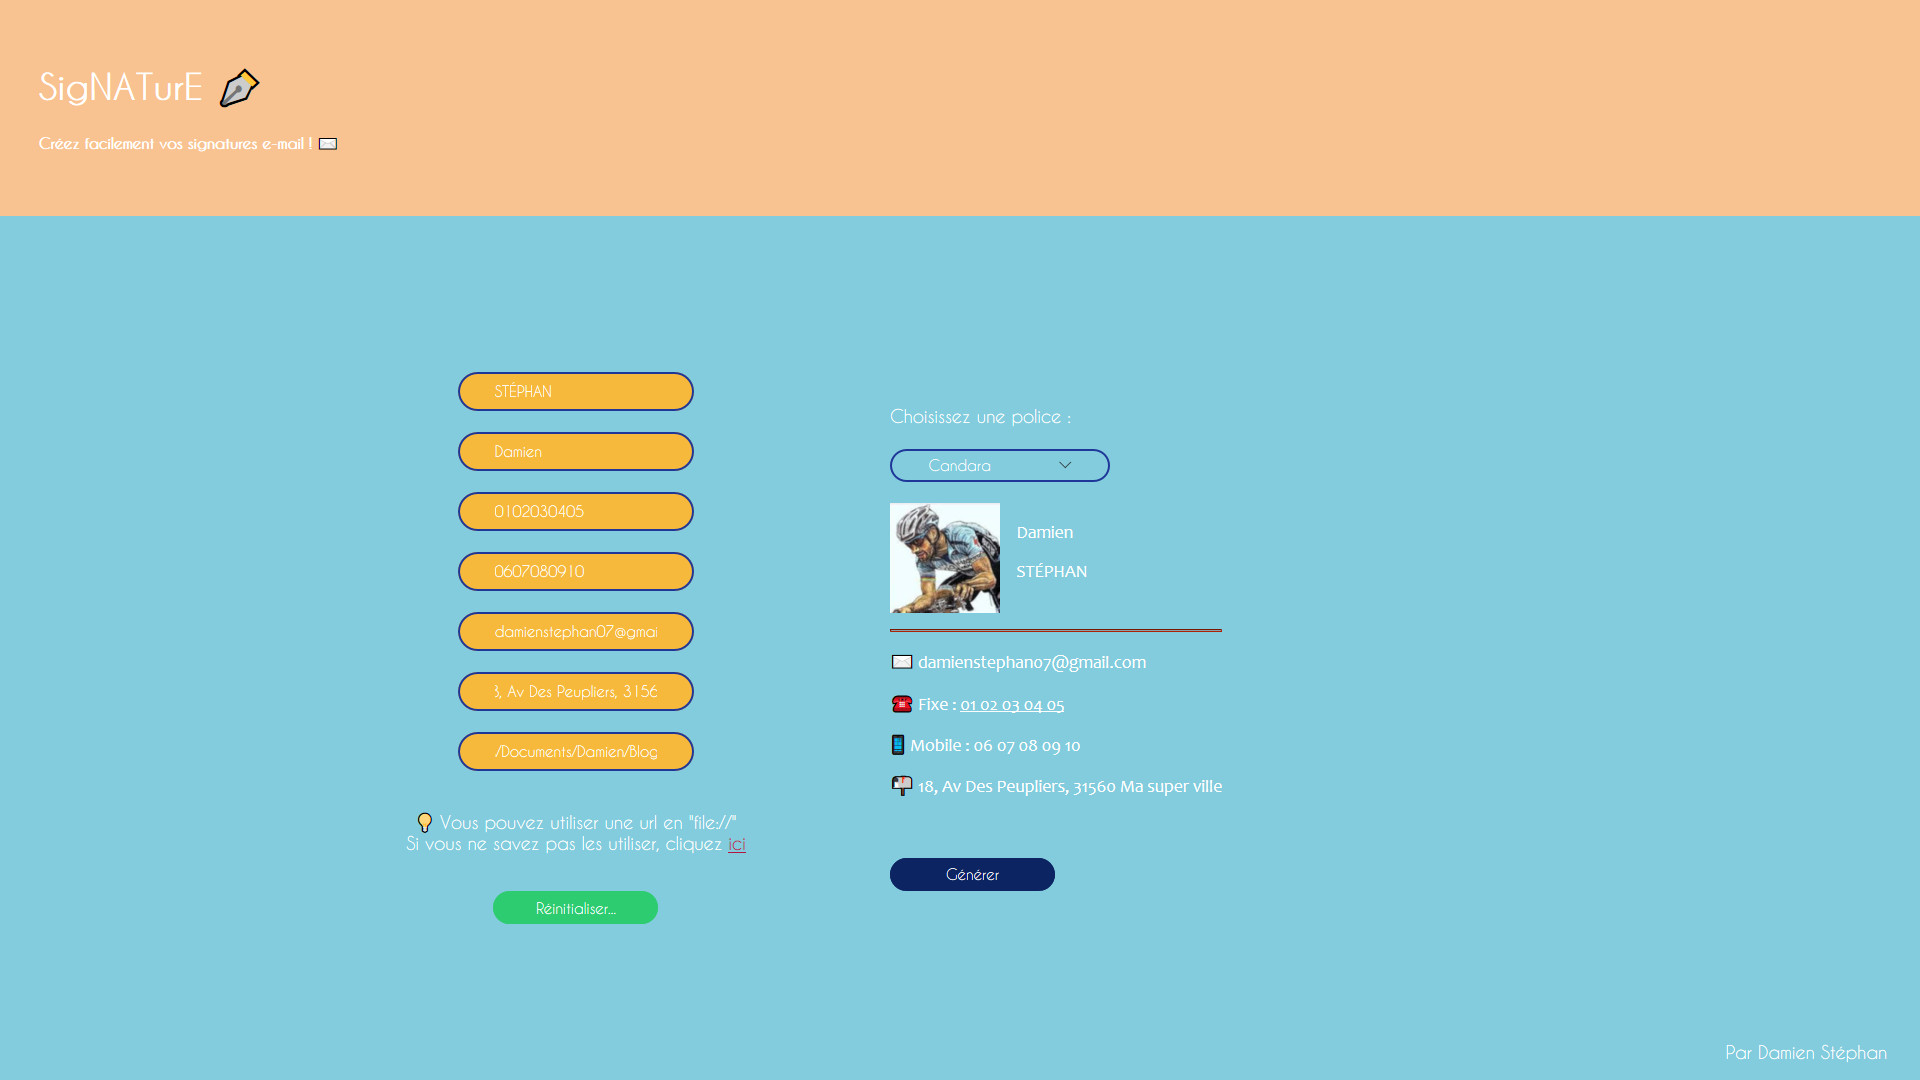 SigNATurE
Créez facilement vos signatures e-mail !
STÉPHAN
Damien
0102030405
0607080910
damienstephan07@gmai
, Av Des Peupliers, 3156
/Documents/Damien/Blog
Vous pouvez utiliser une url en "file://"
Si vous ne savez pas les utiliser, cliquez ici
Réinitialiser...
Choisissez une police :
Candara
Damien
STÉPHAN
damienstephan07@gmail.com
Fixe : 01 02 03 04 05
Mobile : 06 07 08 09 10
18, Av Des Peupliers, 31560 Ma super ville
Générer
Par Damien Stéphan